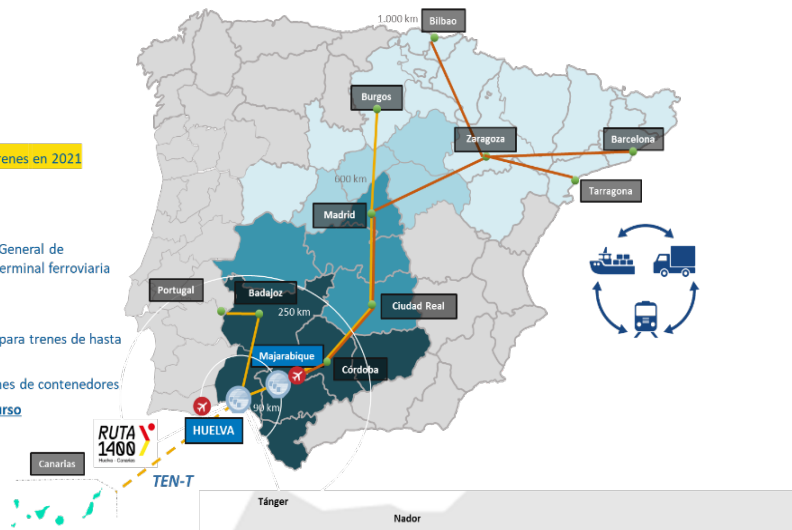 1.000 km
Bilbao
Burgos
renes en 2021
Zaragoza
Barcelona
600 km
Tarragona
Madrid
General de
erminal ferroviaria
Portugal
Badajoz
250 km
Ciudad Real
para trenes de hasta
Majarabique
Córdoba
nes de contenedores
urso
90 km
HUELVA
RUTA
1400
Huelva - Canarias
Canarias
TEN-T
Tánger
Nador